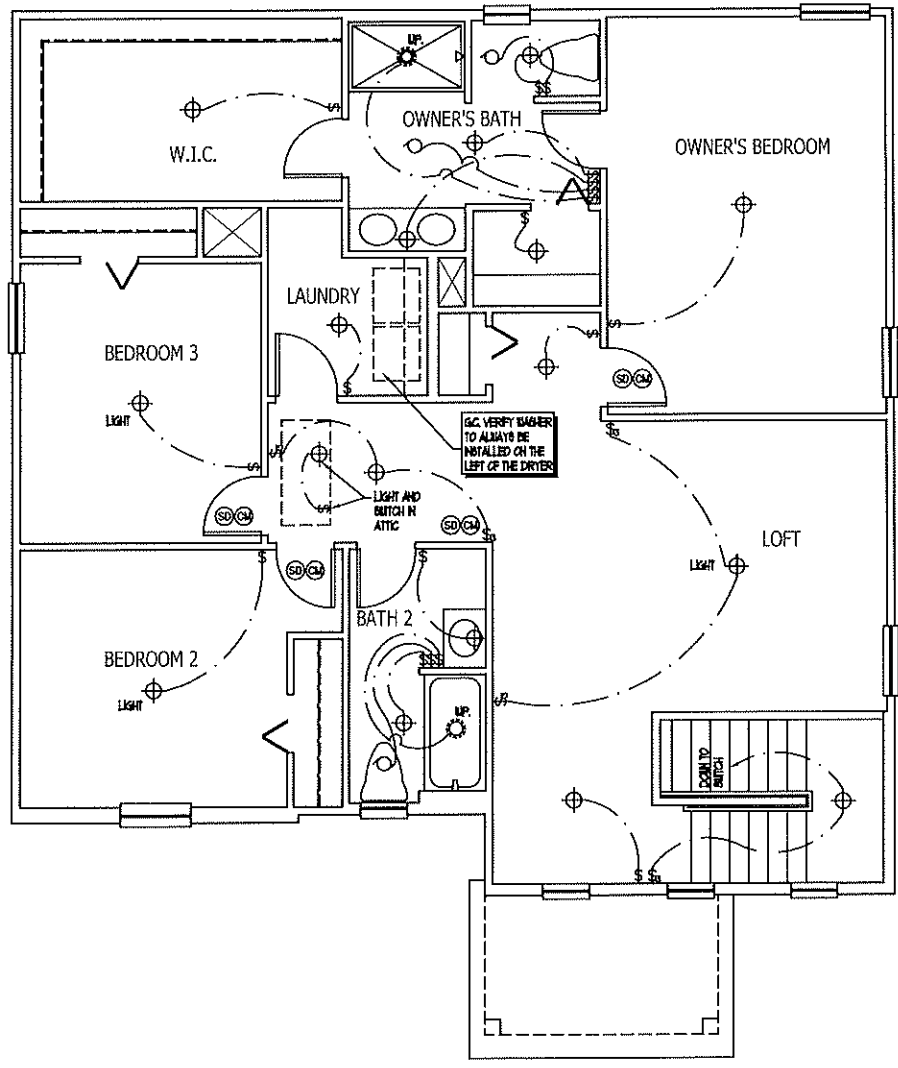 UP.
OWNER'S BATH
W.I.C.
OWNER'S BEDROOM
LAUNDRY
BEDROOM 3
LIGHT
SD CM
G.C. VERIFY WASHER
TO ALWAYS BE
INSTALLED ON THE
LEFT OF THE DRYER
LIGHT AND
SWITCH IN
ATTIC
SD CM
SD CM
SD CM
LOFT
LIGHT
BATH 2
BEDROOM 2
LIGHT
UP.
DOWN TO
SWITCH